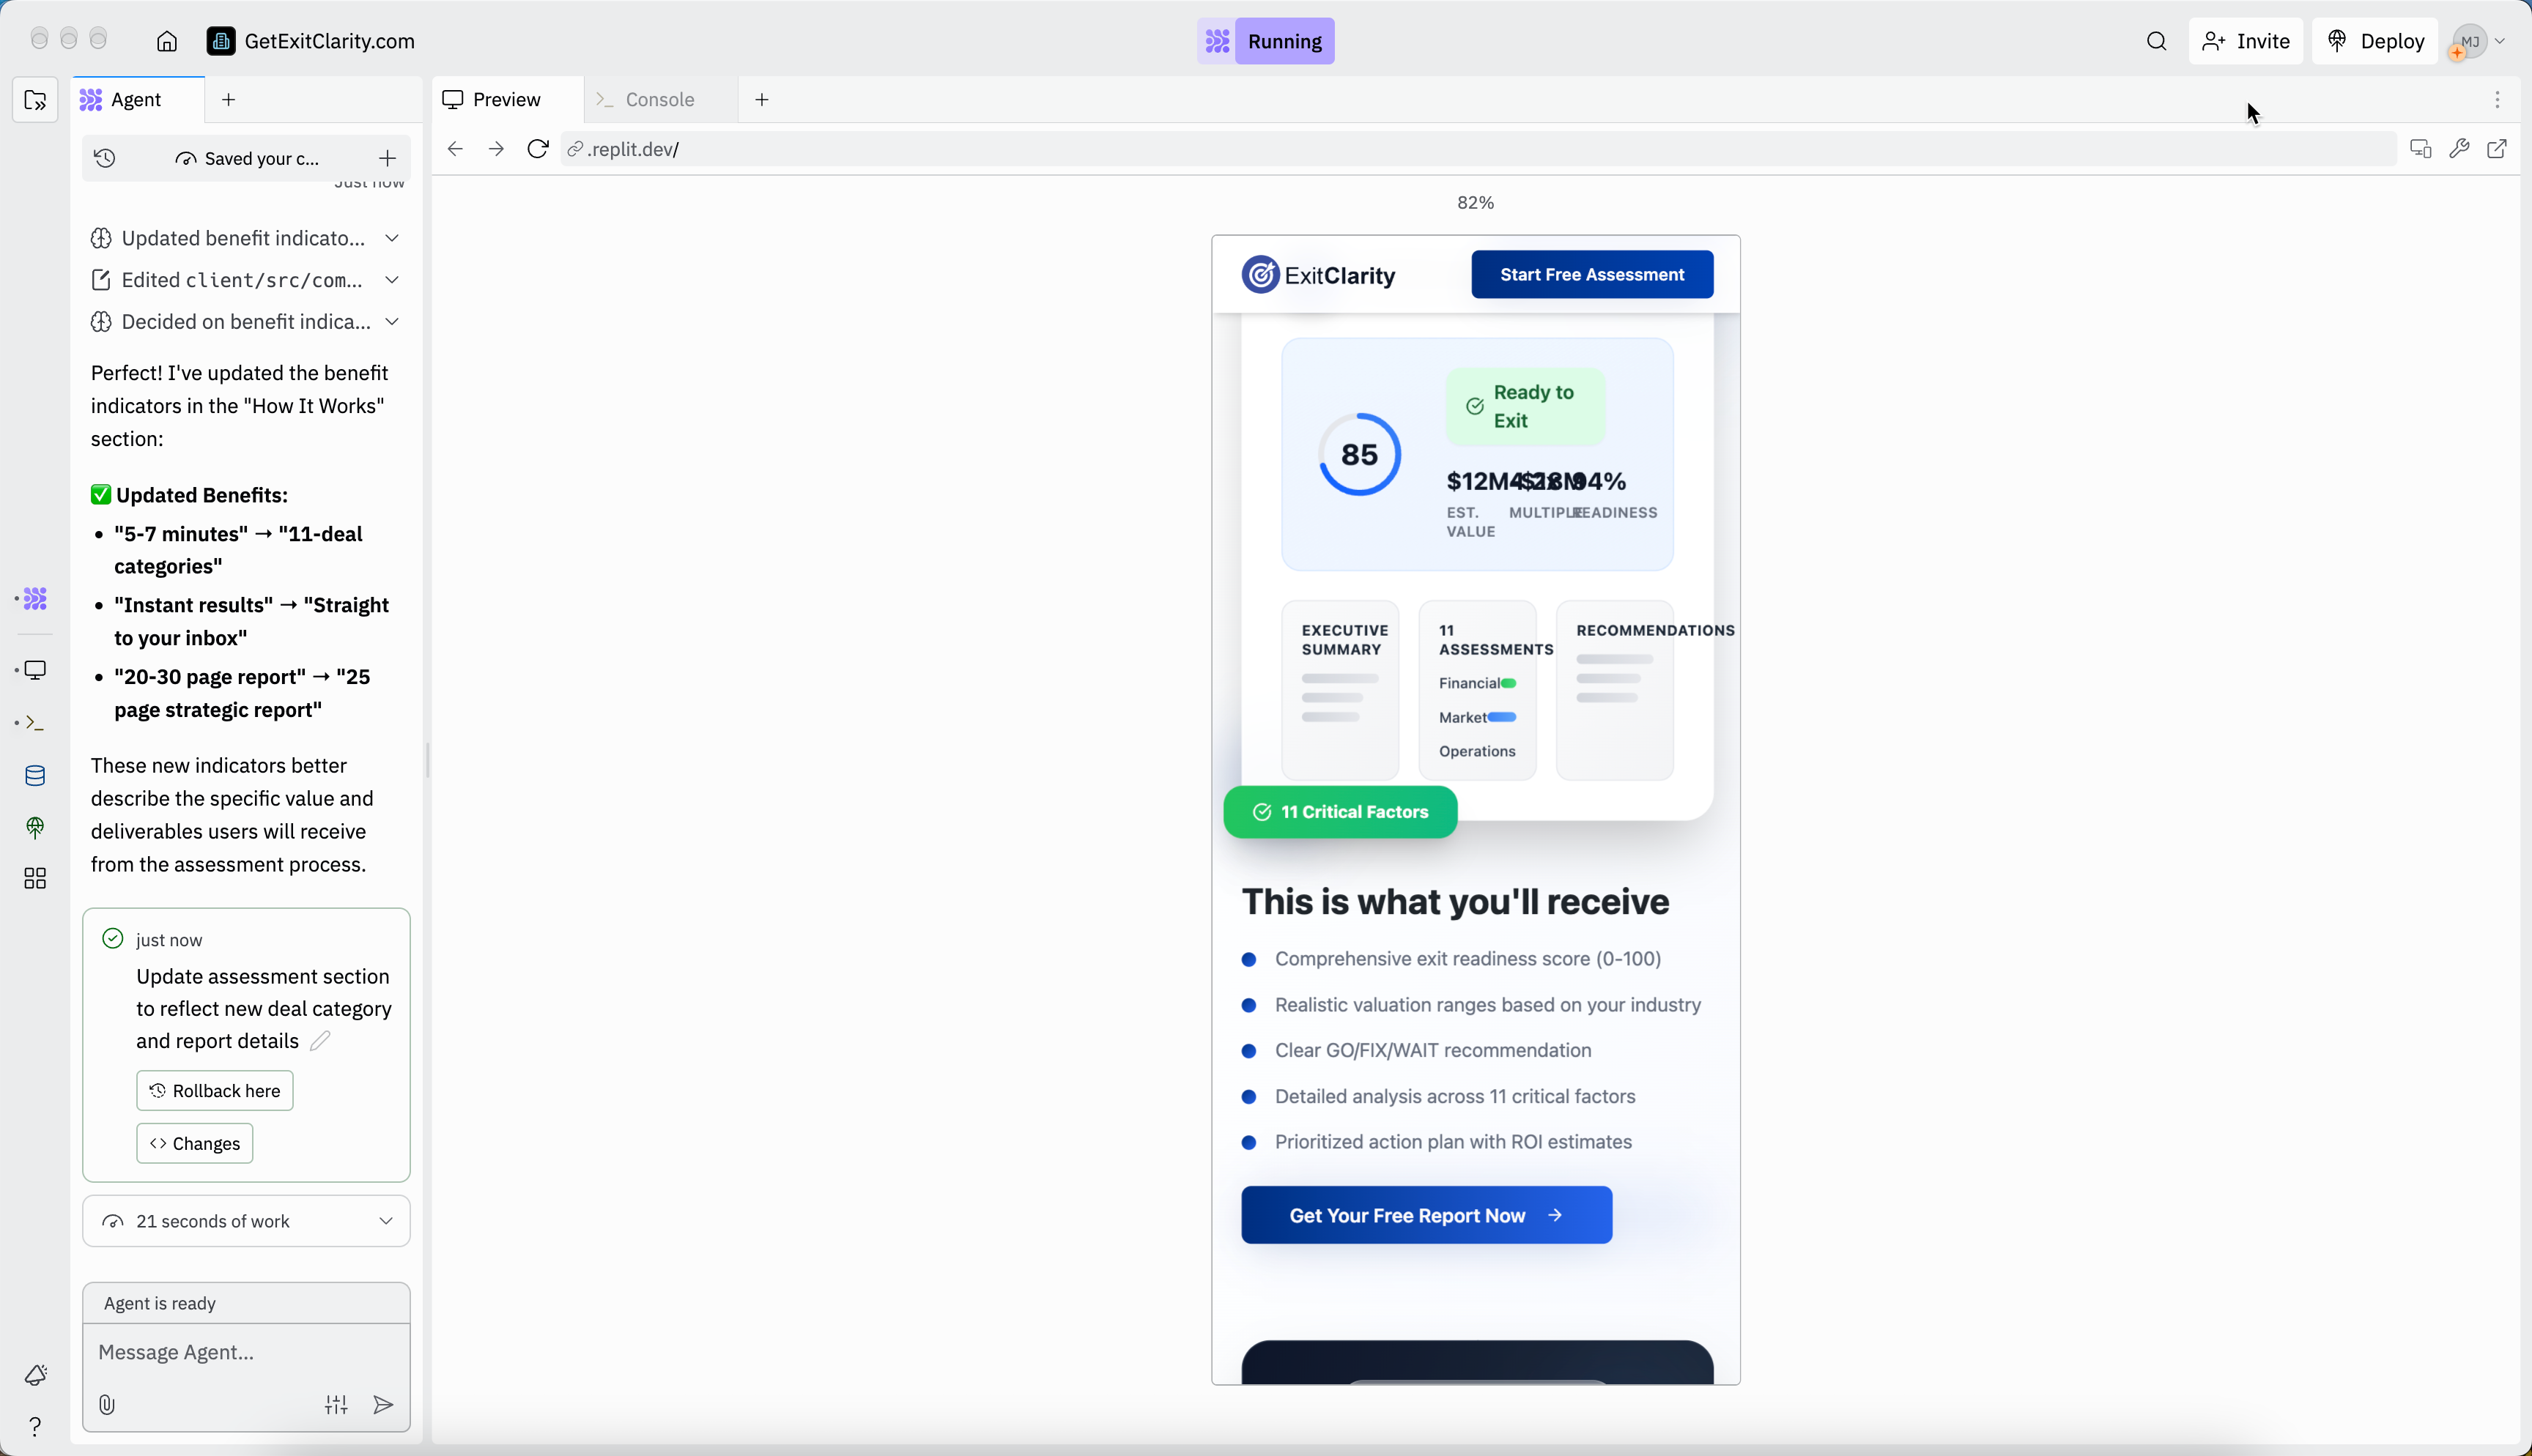 GetExitClarity.com
Running
Invite
Deploy
MJ
Agent
Preview
Console
Saved your c...
.replit.dev/
Just now
82%
Updated benefit indicato...
Edited client/src/com...
Decided on benefit indica...
Perfect! I've updated the benefit
indicators in the "How It Works"
section:
✅ Updated Benefits:
• "5-7 minutes" → "11-deal
categories"
• "Instant results" → "Straight
to your inbox"
• "20-30 page report" → "25
page strategic report"
These new indicators better
describe the specific value and
deliverables users will receive
from the assessment process.
just now
Update assessment section
to reflect new deal category
and report details
Rollback here
<> Changes
21 seconds of work
Agent is ready
Message Agent...
ExitClarity
Start Free Assessment
85
Ready to
Exit
$12M
94%
EST.
VALUE
MULTIPLE
READINESS
EXECUTIVE
SUMMARY
11
ASSESSMENTS
Financial
Market
Operations
RECOMMENDATIONS
11 Critical Factors
This is what you'll receive
Comprehensive exit readiness score (0-100)
Realistic valuation ranges based on your industry
Clear GO/FIX/WAIT recommendation
Detailed analysis across 11 critical factors
Prioritized action plan with ROI estimates
Get Your Free Report Now →